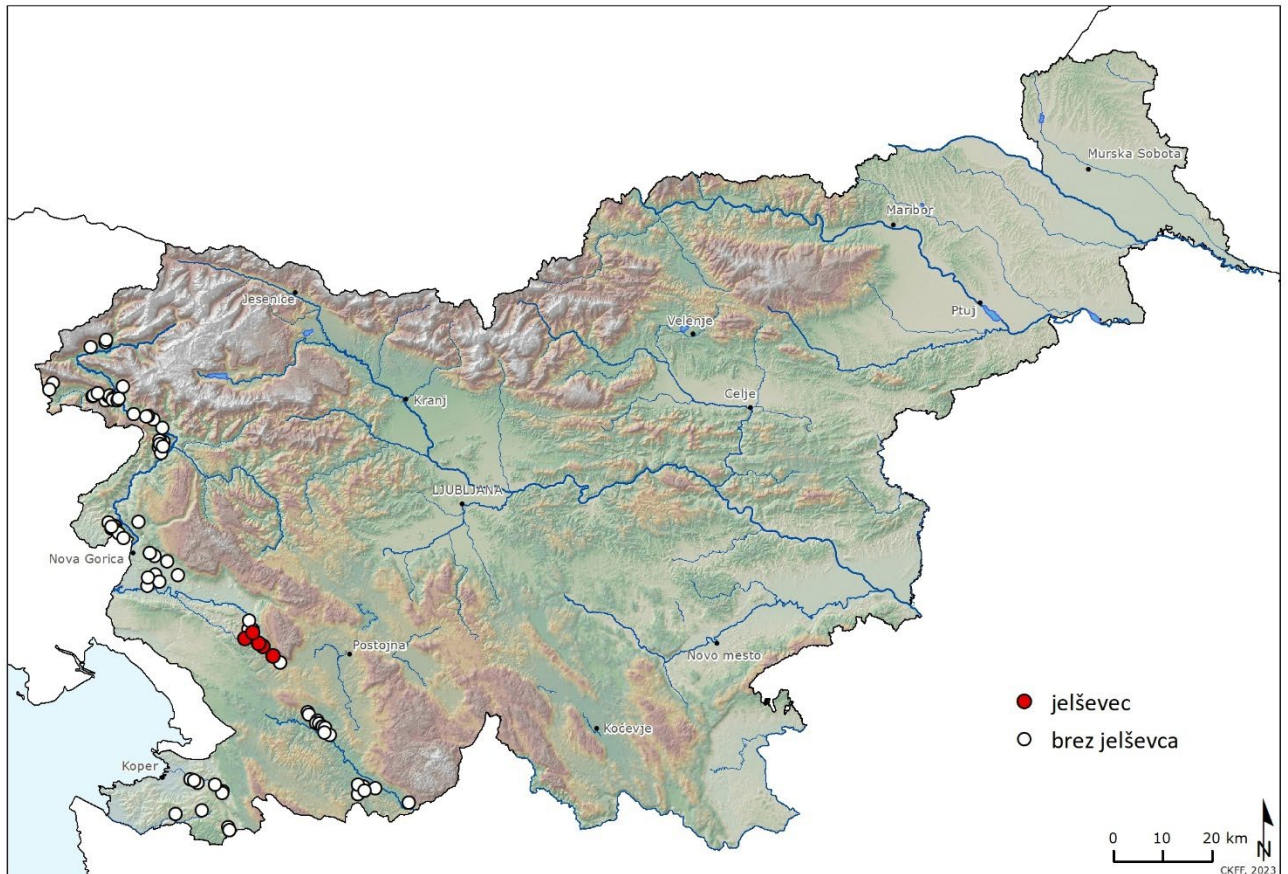 Murska Sobota
Maribor
Jesenice
Ptuj
Velenje
Kranj
Celje
LJUBLJANA
Nova Gorica
Postojna
Novo mesto
jelševec
Kočevje
brez jelševca
Koper
0 10 20 km
N
CKFF, 2023